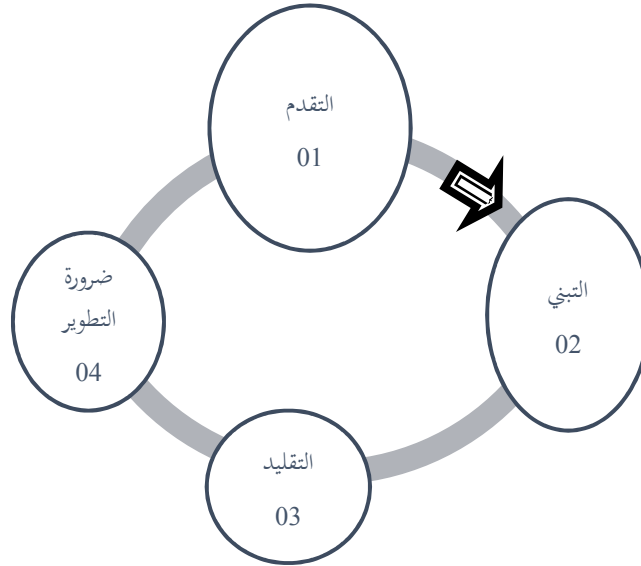 التقدم
01
التبني
02
التقليد
03
ضرورة
التطوير
04